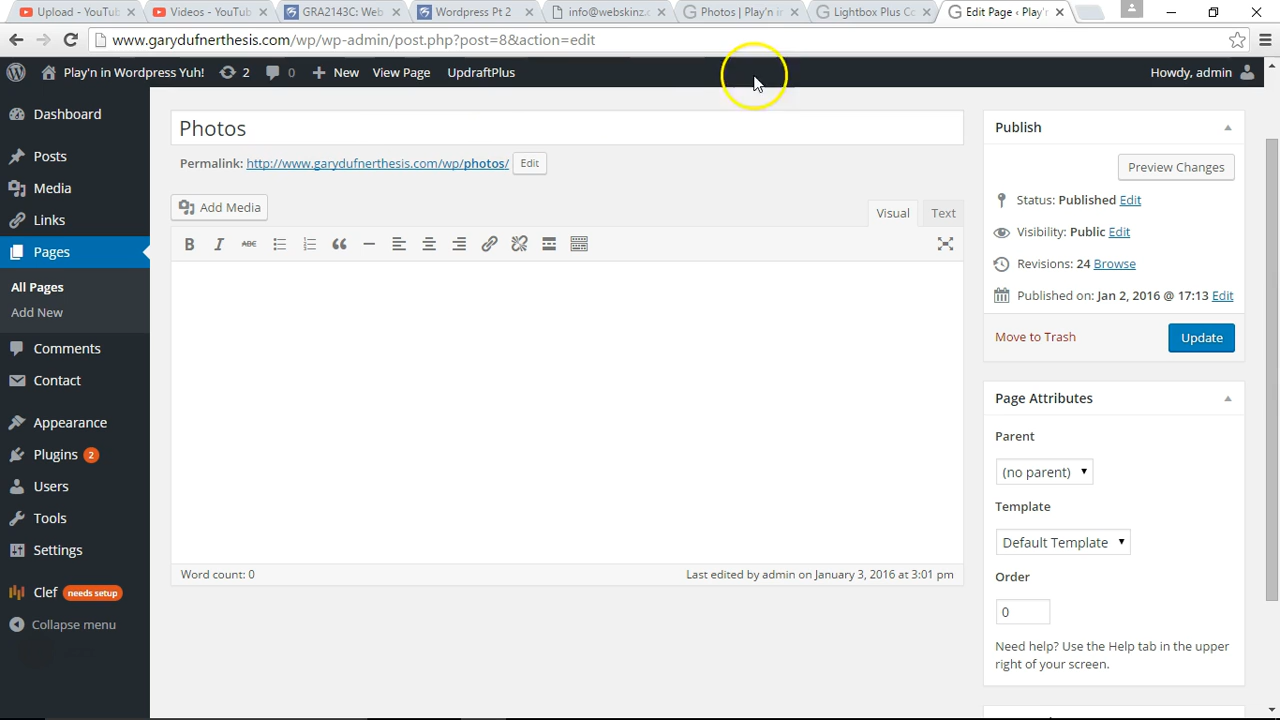 Upload - YouTu
Videos - YouTu
GRA2143C: Web
Wordpress Pt 2
info@webskinz.c
Photos | Play'n i
Lightbox Plus Co
Edit Page ‹ Play'
www.garydufnerthesis.com/wp/wp-admin/post.php?post=8&action=edit
Play'n in Wordpress Yuh!
2
0
New
View Page
UpdraftPlus
Howdy, admin
Dashboard
Posts
Media
Links
Pages
All Pages
Add New
Comments
Contact
Appearance
Plugins 2
Users
Tools
Settings
Clef needs setup
Collapse menu
Photos
Permalink: http://www.garydufnerthesis.com/wp/photos/ Edit
Add Media
Visual Text
B I ABC
Word count: 0
Last edited by admin on January 3, 2016 at 3:01 pm
Publish
Preview Changes
Status: Published Edit
Visibility: Public Edit
Revisions: 24 Browse
Published on: Jan 2, 2016 @ 17:13 Edit
Move to Trash
Update
Page Attributes
Parent
(no parent)
Template
Default Template
Order
0
Need help? Use the Help tab in the upper
right of your screen.